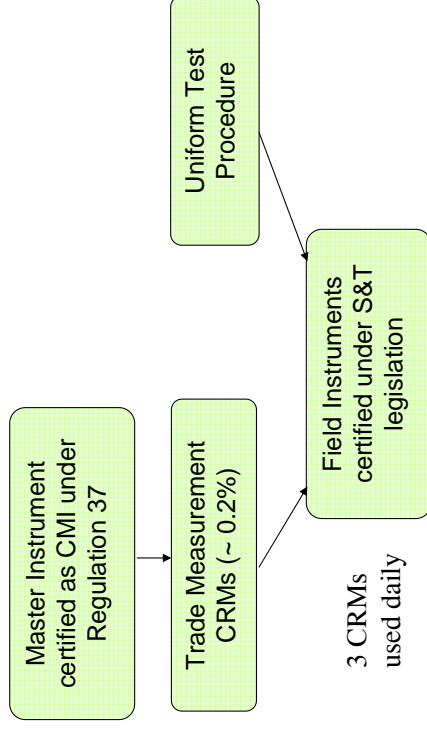 Master Instrument
certified as CMI under
Regulation 37
Trade Measurement
CRMs (~ 0.2%)
Uniform Test
Procedure
Field Instruments
certified under S&T
legislation
3 CRMs
used daily